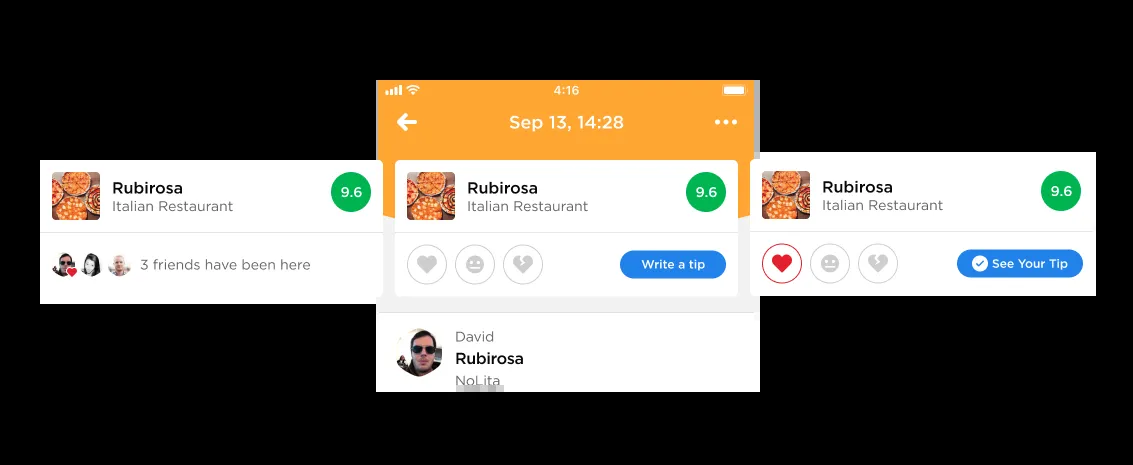 4:16
Sep 13, 14:28
Rubirosa
Italian Restaurant
9.6
3 friends have been here
Rubirosa
Italian Restaurant
9.6
Write a tip
David
Rubirosa
NoLita
Rubirosa
Italian Restaurant
9.6
See Your Tip